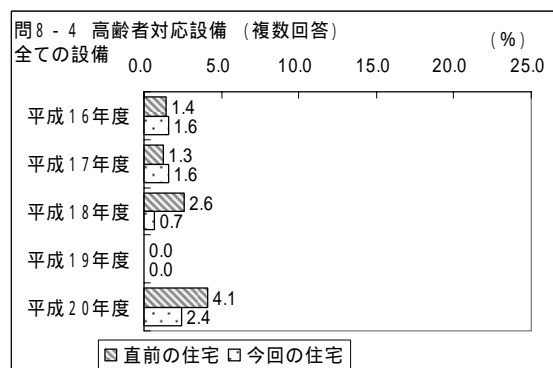 問8-4 高齢者対応設備 (複数回答)
全ての設備
(%)
0.0 5.0 10.0 15.0 20.0 25.0
平成16年度
1.4
1.6
平成17年度
1.3
1.6
平成18年度
2.6
0.7
平成19年度
0.0
0.0
平成20年度
4.1
2.4
直前の住宅 今回の住宅